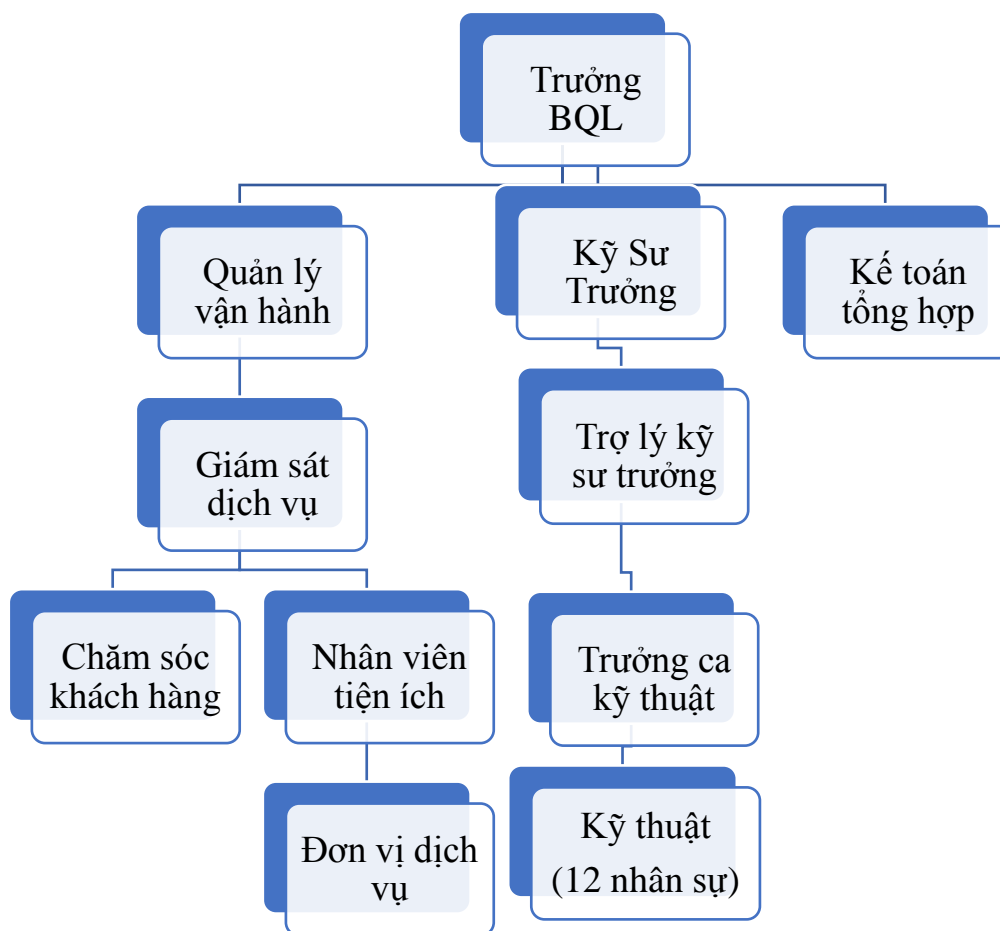 Trưởng
BQL
Quản lý
vận hành
Kỹ Sư
Trưởng
Kế toán
tổng hợp
Giám sát
dịch vụ
Trợ lý kỹ
sư trưởng
Chăm sóc
khách hàng
Nhân viên
tiện ích
Trưởng ca
kỹ thuật
Đơn vị dịch
vụ
Kỹ thuật
(12 nhân sự)